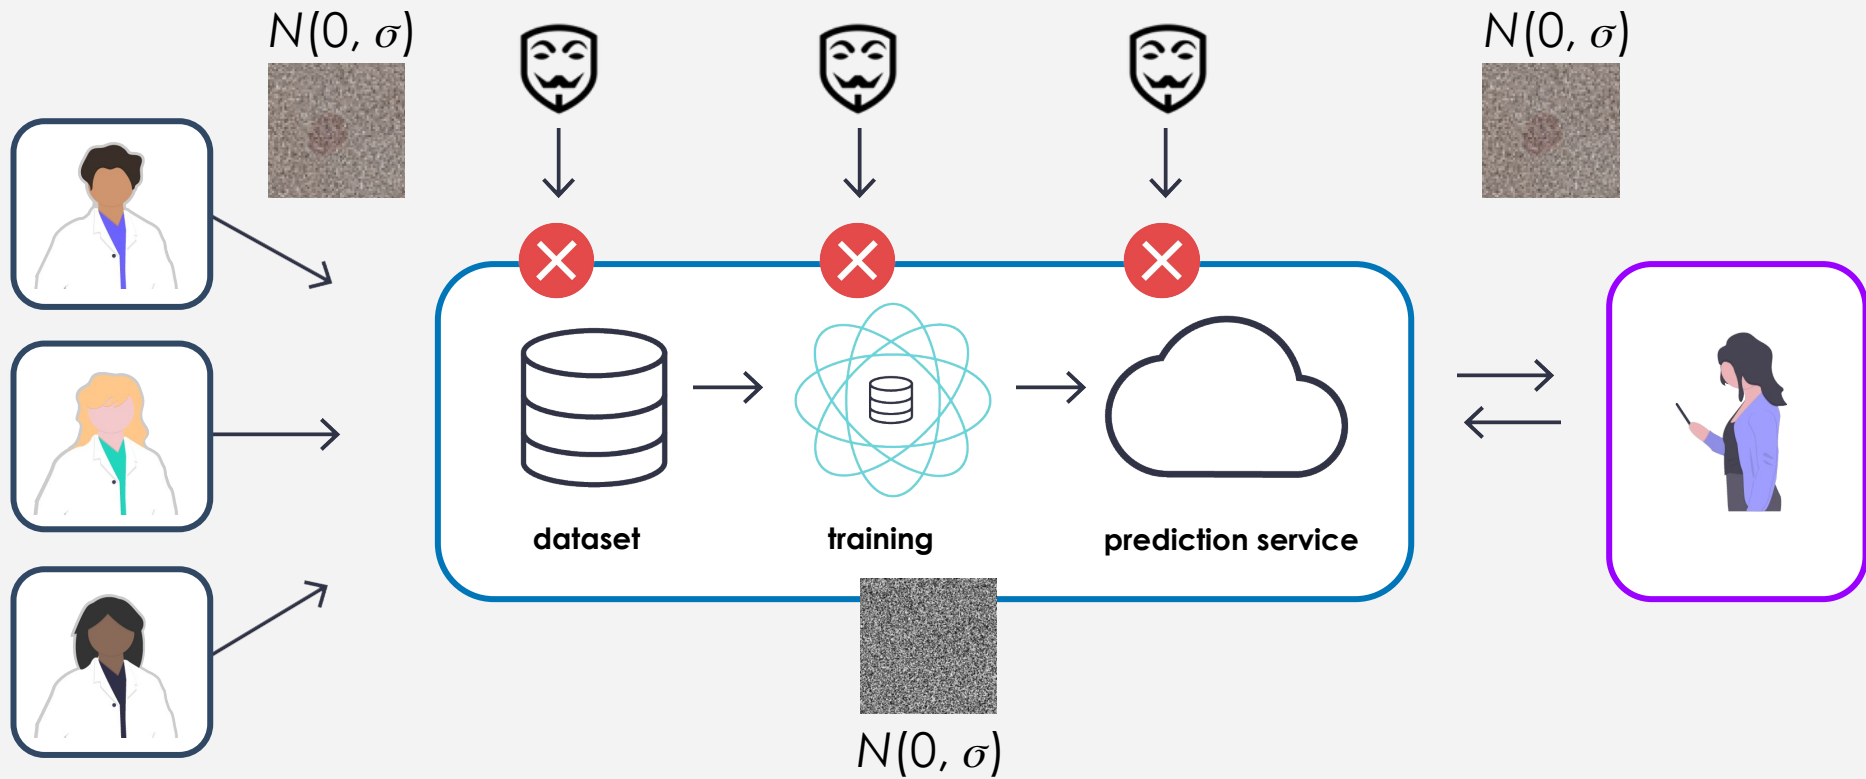 N(0, σ)
N(0, σ)
dataset
training
prediction service
N(0, σ)